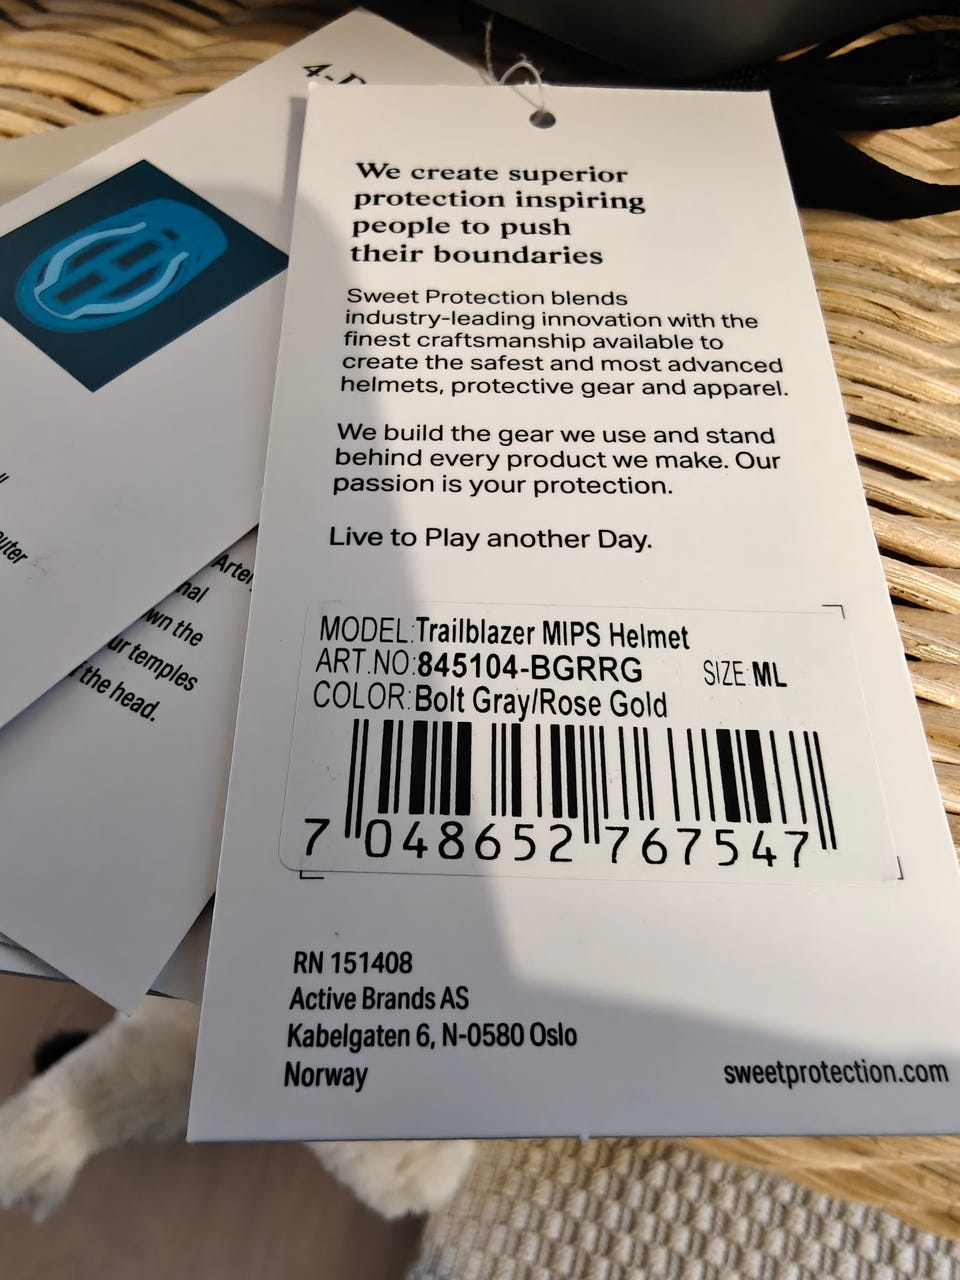 We create superior
protection inspiring
people to push
their boundaries
Sweet Protection blends
industry-leading innovation with the
finest craftsmanship available to
create the safest and most advanced
helmets, protective gear and apparel.
We build the gear we use and stand
behind every product we make. Our
passion is your protection.
Live to Play another Day.
MODEL:Trailblazer MIPS Helmet
ART.NO:845104-BGRRG SIZE:ML
COLOR:Bolt Gray/Rose Gold
7 048652 767547
RN 151408
Active Brands AS
Kabelgaten 6, N-0580 Oslo
Norway
sweetprotection.com
wn the
temples
the head.